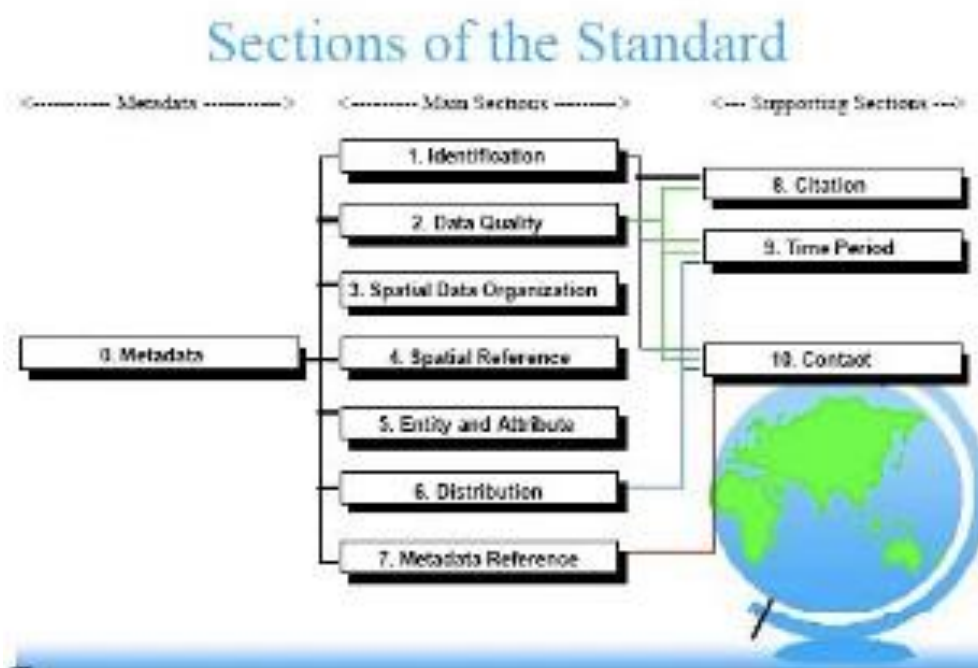 Sections of the Standard
<----------- Metadata ----------->
<--------- Main Sections --------->
<--- Supporting Sections --->
1. Identification
8. Citation
2. Data Quality
9. Time Period
3. Spatial Data Organization
0. Metadata
4. Spatial Reference
10. Contact
5. Entity and Attribute
6. Distribution
7. Metadata Reference